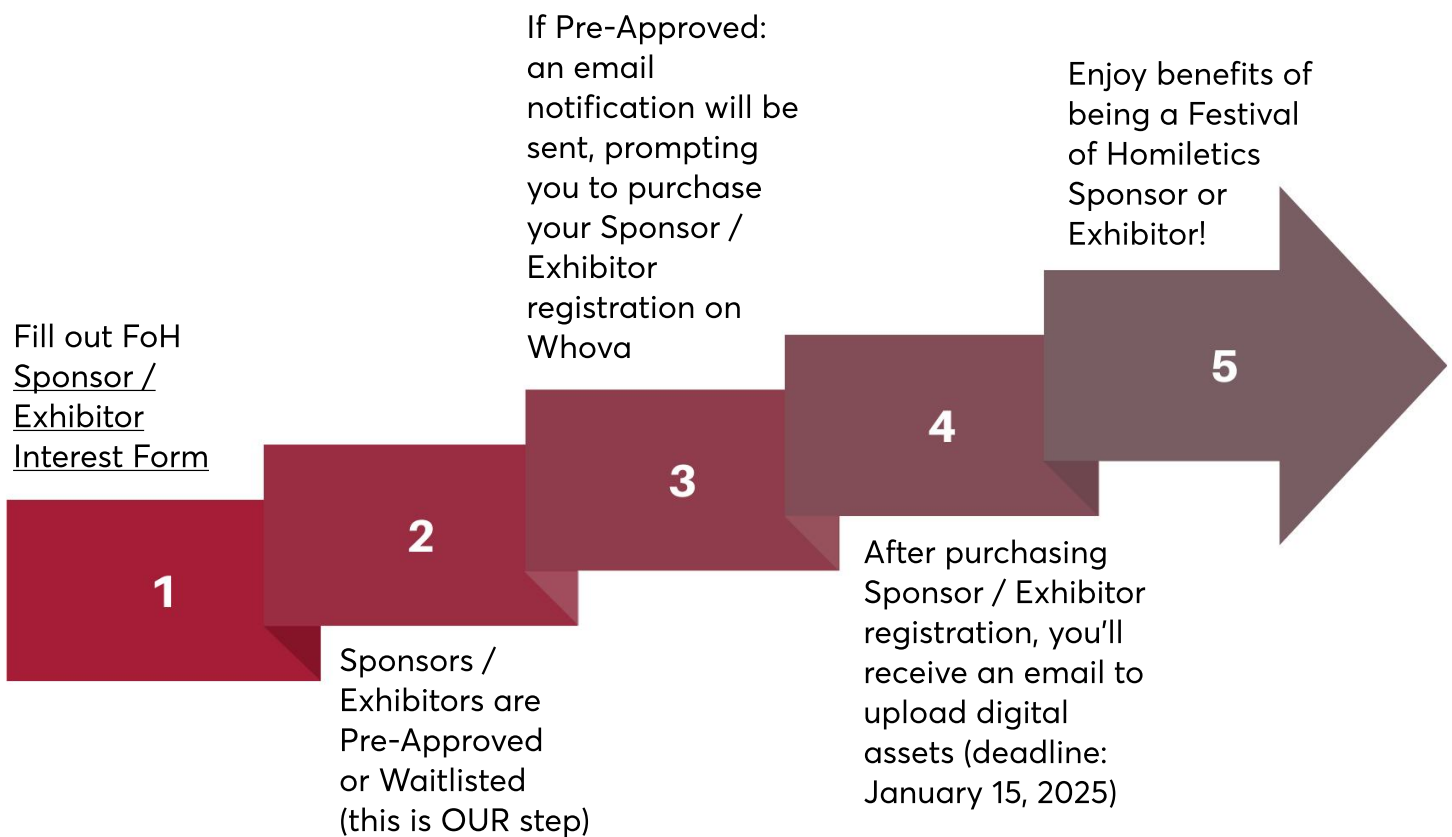 Fill out FoH
Sponsor /
Exhibitor
Interest Form
1
2
Sponsors /
Exhibitors are
Pre-Approved
or Waitlisted
(this is OUR step)
If Pre-Approved:
an email
notification will be
sent, prompting
you to purchase
your Sponsor /
Exhibitor
registration on
Whova
3
4
After purchasing
Sponsor / Exhibitor
registration, you'll
receive an email to
upload digital
assets (deadline:
January 15, 2025)
Enjoy benefits of
being a Festival
of Homiletics
Sponsor or
Exhibitor!
5